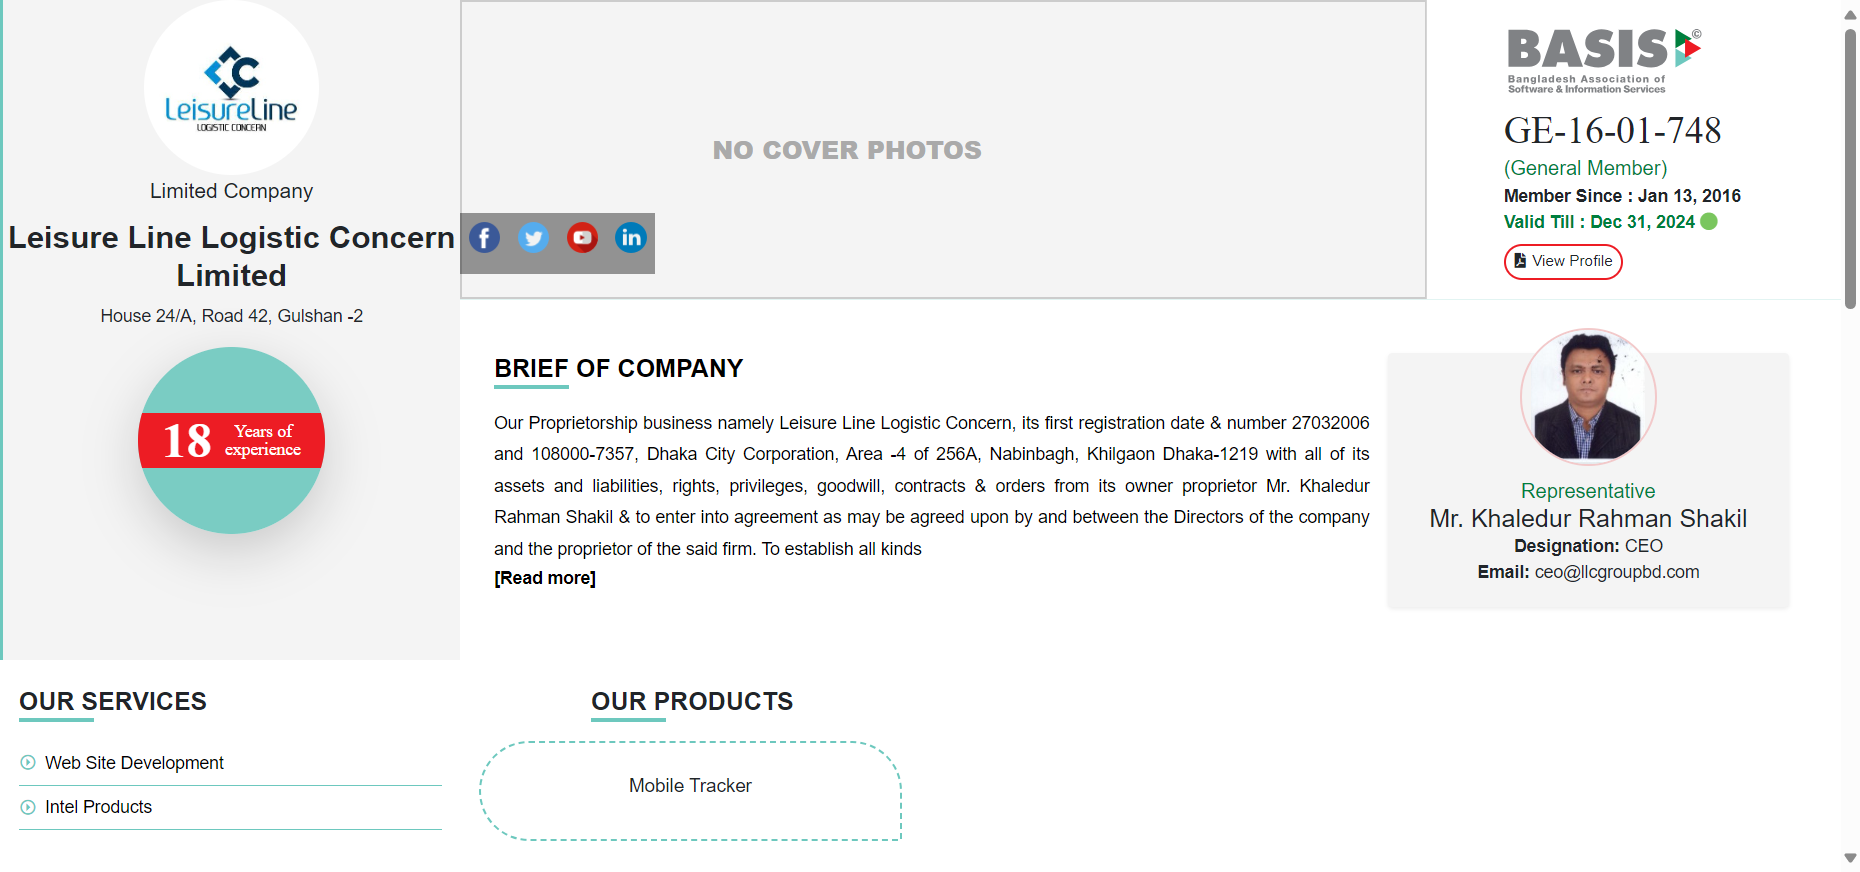 LeisureLine
LOGISTIC CONCERN
Limited Company
Leisure Line Logistic Concern
Limited
House 24/A, Road 42, Gulshan -2
18 Years of
experience
NO COVER PHOTOS
BASIS©
Bangladesh Association of
Software & Information Services
GE-16-01-748
(General Member)
Member Since : Jan 13, 2016
Valid Till : Dec 31, 2024
View Profile
BRIEF OF COMPANY
Our Proprietorship business namely Leisure Line Logistic Concern, its first registration date & number 27032006
and 108000-7357, Dhaka City Corporation, Area -4 of 256A, Nabinbagh, Khilgaon Dhaka-1219 with all of its
assets and liabilities, rights, privileges, goodwill, contracts & orders from its owner proprietor Mr. Khaledur
Rahman Shakil & to enter into agreement as may be agreed upon by and between the Directors of the company
and the proprietor of the said firm. To establish all kinds
[Read more]
Representative
Mr. Khaledur Rahman Shakil
Designation: CEO
Email: ceo@llcgroupbd.com
OUR SERVICES
Web Site Development
Intel Products
OUR PRODUCTS
Mobile Tracker